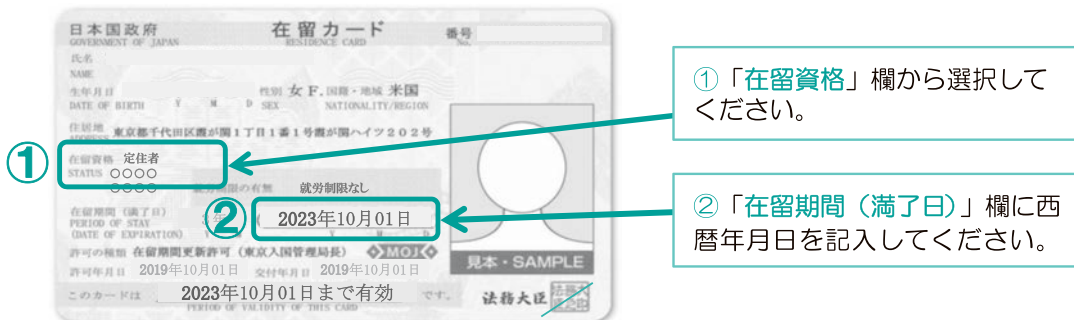 日本国政府 在留カード 番号
GOVERNMENT OF JAPAN RESIDENCE CARD No.
氏名
NAME
生年月日 性別 女 F. 国籍・地域 米国
DATE OF BIRTH Y M D SEX NATIONALITY/REGION
住居地 東京都千代田区霞が関1丁目1番1号霞が関ハイツ202号
ADDRESS
① 在留資格 定住者
STATUS ○○○○
○○○○ 就労制限の有無 就労制限なし
在留期間(満了日) ② 2023年10月01日
PERIOD OF STAY
(DATE OF EXPIRATION) Y M D
許可の種類 在留期間更新許可(東京入国管理局長) MOJ
許可年月日 2019年10月01日 交付年月日 2019年10月01日
見本・SAMPLE
このカードは 2023年10月01日まで有効 です。
PERIOD OF VALIDITY OF THIS CARD
法務大臣
①「在留資格」欄から選択して
ください。
②「在留期間(満了日)」欄に西
暦年月日を記入してください。